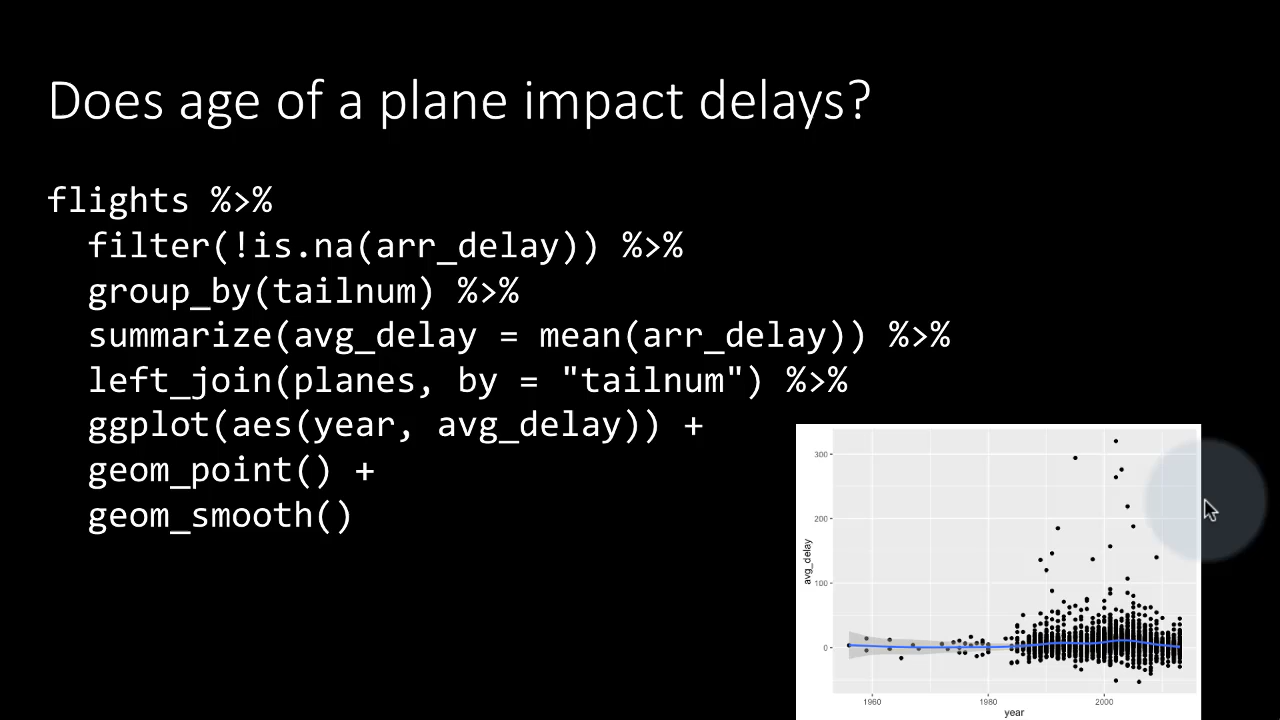 Does age of a plane impact delays?
flights %>%
filter(!is.na(arr_delay)) %>%
group_by(tailnum) %>%
summarize(avg_delay = mean(arr_delay)) %>%
left_join(planes, by = "tailnum") %>%
ggplot(aes(year, avg_delay)) +
geom_point() +
geom_smooth()
300
200
100
0
avg_delay
1960 1980 2000
year